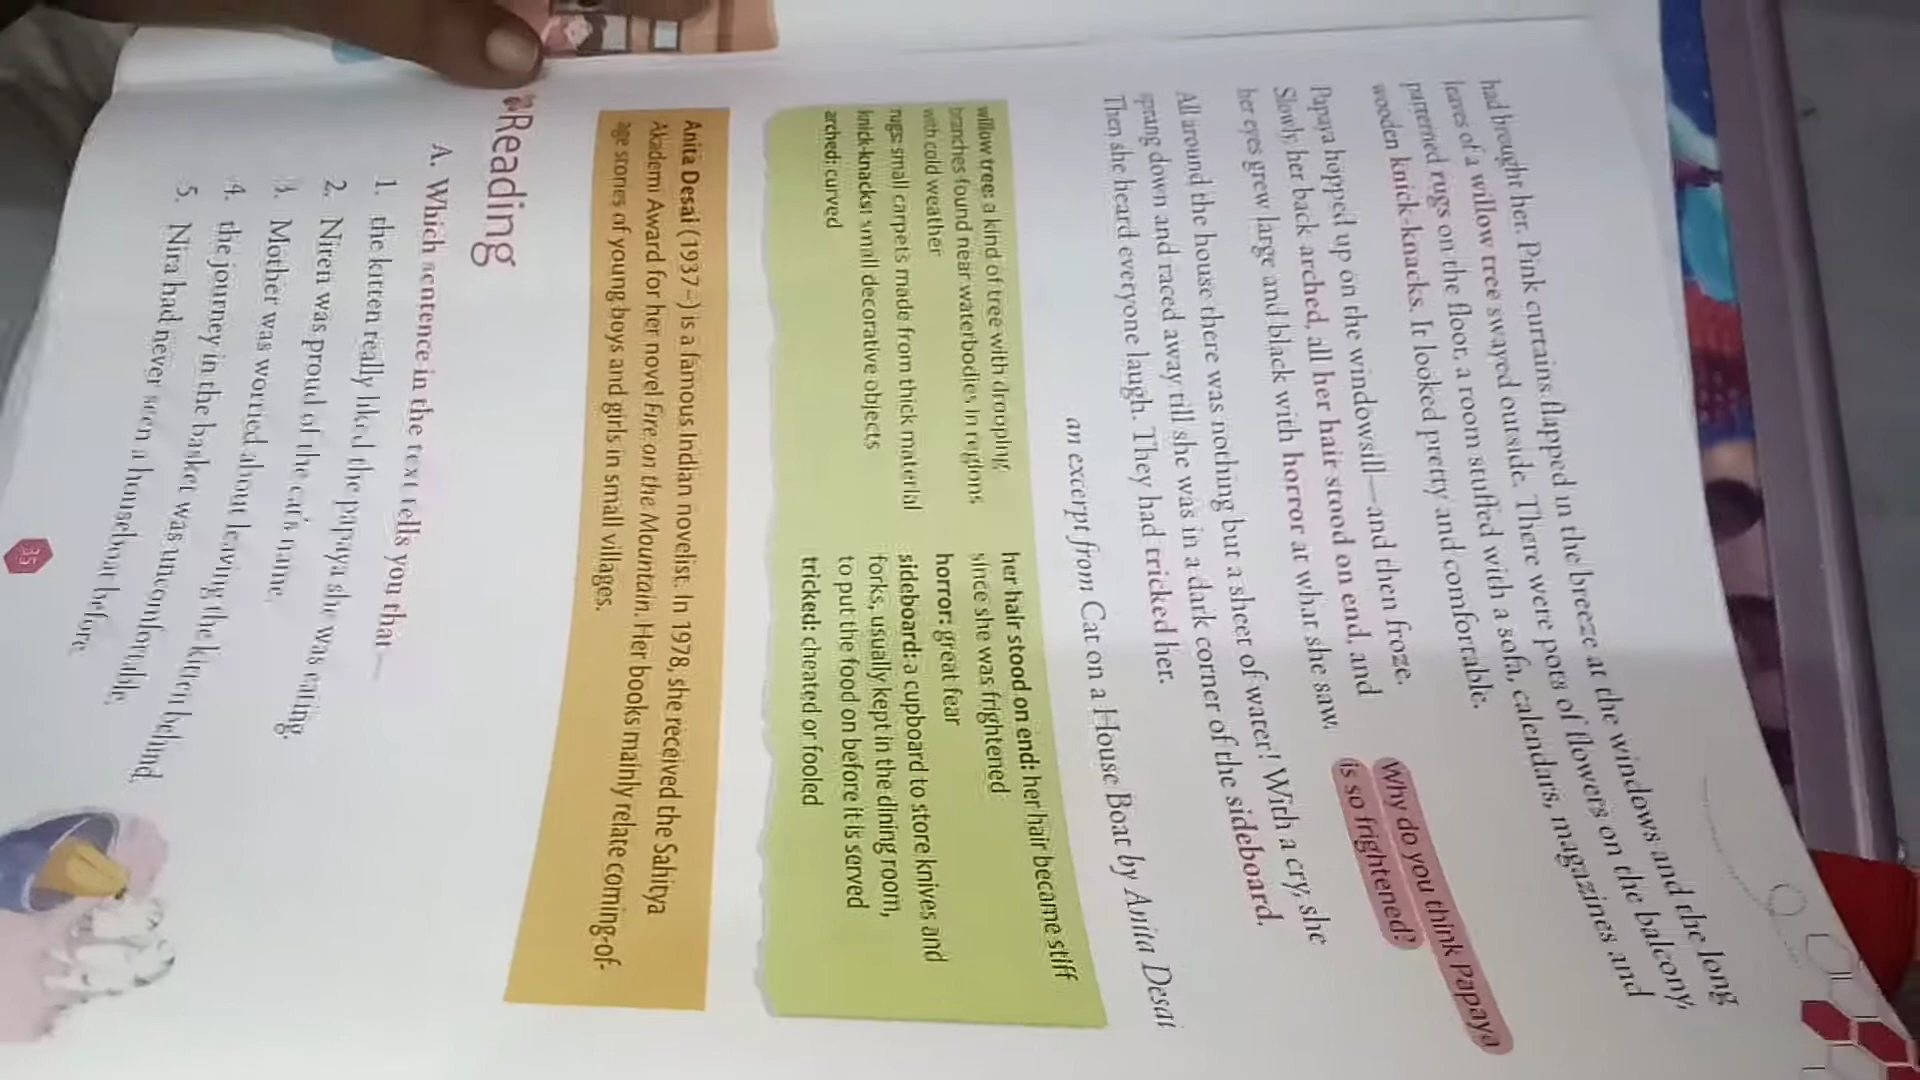 had brought her. Pink curtains flapped in the breeze at the windows and the long
leaves of a willow tree swayed outside. There were pots of flowers on the balcony,
patterned rugs on the floor, a room stuffed with a sofa, calendars, magazines and
wooden knick-knacks. It looked pretty and comfortable.
Papaya hopped up on the windowsill—and then froze.
Slowly, her back arched, all her hair stood on end, and
her eyes grew large and black with horror at what she saw.
Why do you think Papaya
is so frightened?
All around the house there was nothing but a sheet of water! With a cry, she
sprang down and raced away till she was in a dark corner of the sideboard.
Then she heard everyone laugh. They had tricked her.
an excerpt from Cat on a House Boat by Anita Desai
willow tree: a kind of tree with drooping
branches found near waterbodies in regions
with cold weather
rugs: small carpets made from thick material
knick-knacks: small decorative objects
arched: curved
her hair stood on end: her hair became stiff
since she was frightened
horror: great fear
sideboard: a cupboard to store knives and
forks, usually kept in the dining room,
to put the food on before it is served
tricked: cheated or fooled
Anita Desai (1937–) is a famous Indian novelist. In 1978, she received the Sahitya
Akademi Award for her novel Fire on the Mountain. Her books mainly relate coming-of-
age stories of young boys and girls in small villages.
Reading
A. Which sentence in the text tells you that—
1. the kitten really liked the papaya she was eating.
2. Niren was proud of the cat's name.
3. Mother was worried about leaving the kitten behind.
4. the journey in the basket was uncomfortable.
5. Nira had never seen a houseboat before.
35